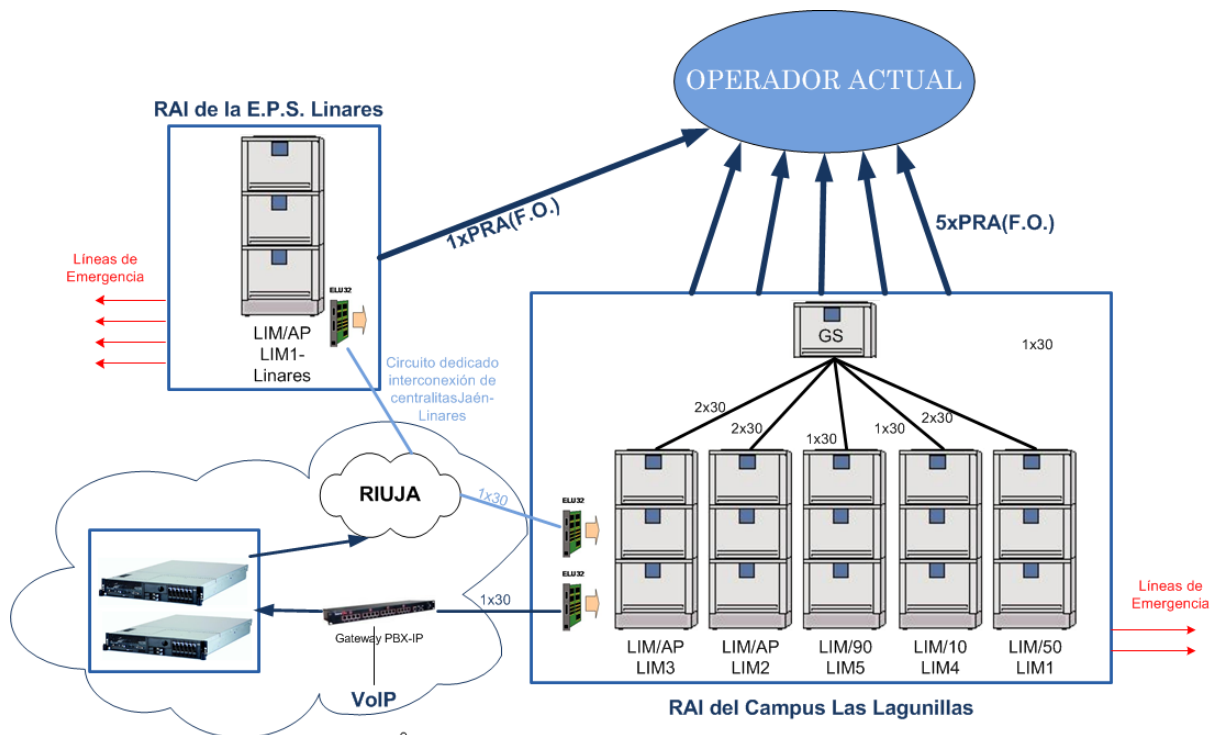 OPERADOR ACTUAL
RAI de la E.P.S. Linares
1xPRA(F.O.)
5xPRA(F.O.)
Líneas de
Emergencia
ELU32
LIM/AP
LIM1-
Linares
GS
1x30
Circuito dedicado
interconexión de
centralitasJaén-
Linares
2x30
2x30
1x30
1x30
2x30
RIUJA
1x30
ELU32
ELU32
1x30
Gateway PBX-IP
VoIP
LIM/AP
LIM3
LIM/AP
LIM2
LIM/90
LIM5
LIM/10
LIM4
LIM/50
LIM1
Líneas de
Emergencia
RAI del Campus Las Lagunillas